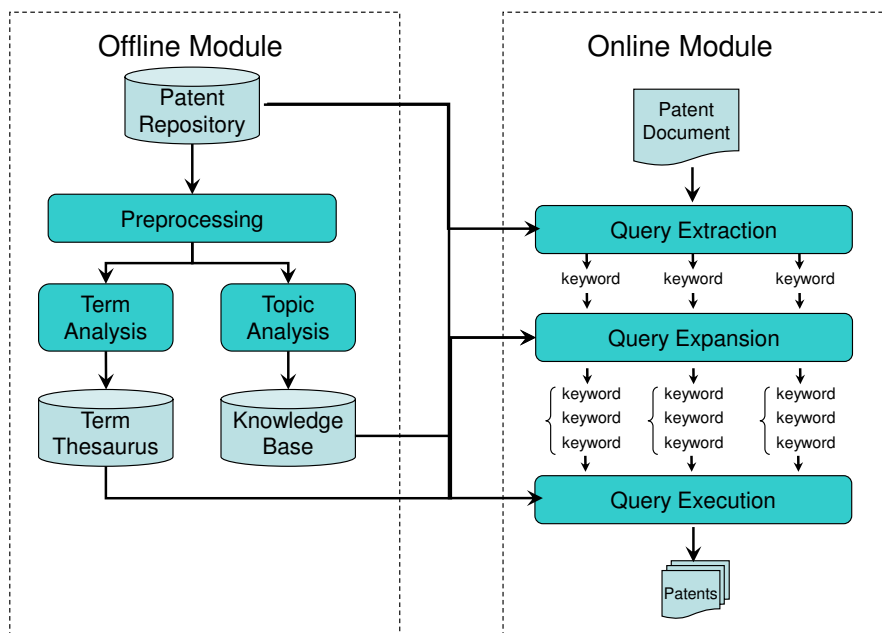 Offline Module
Patent
Repository
Preprocessing
Term
Analysis
Topic
Analysis
Term
Thesaurus
Knowledge
Base
Online Module
Patent
Document
Query Extraction
keyword keyword keyword
Query Expansion
keyword keyword keyword
keyword keyword keyword
keyword keyword keyword
Query Execution
Patents